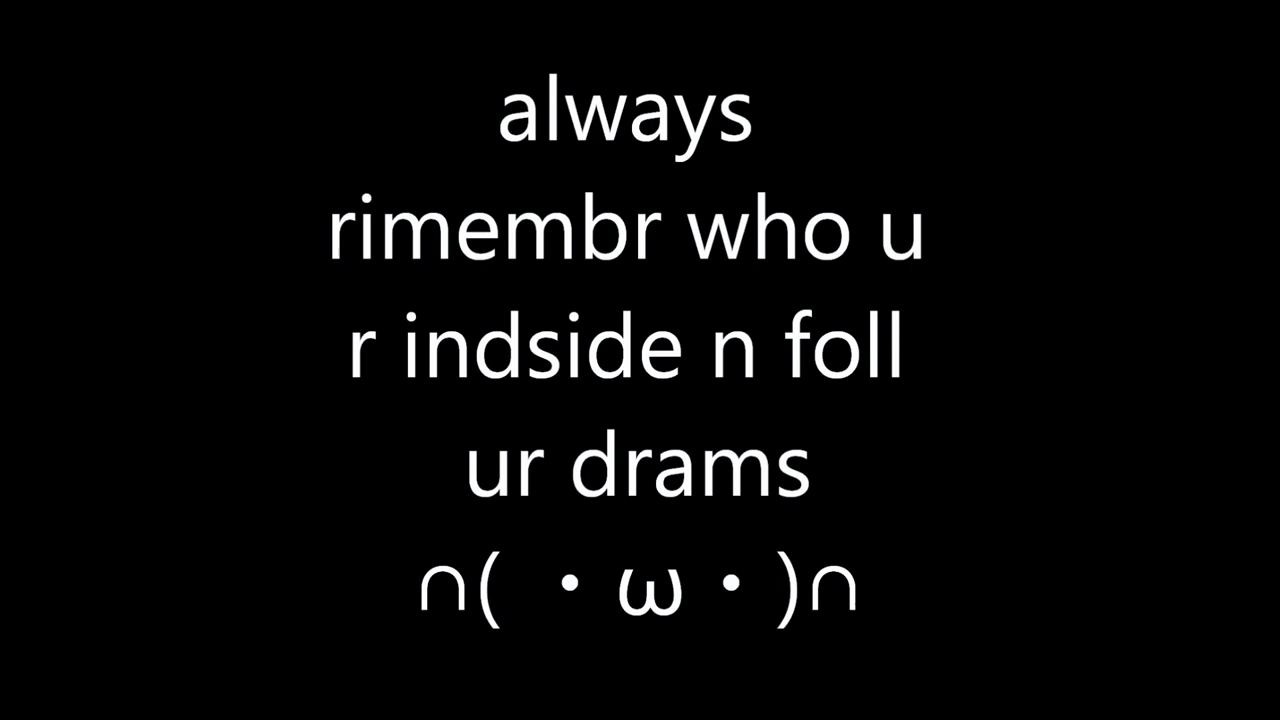 always
rimembr who u
r indside n foll
ur drams
∩( ・ω・)∩